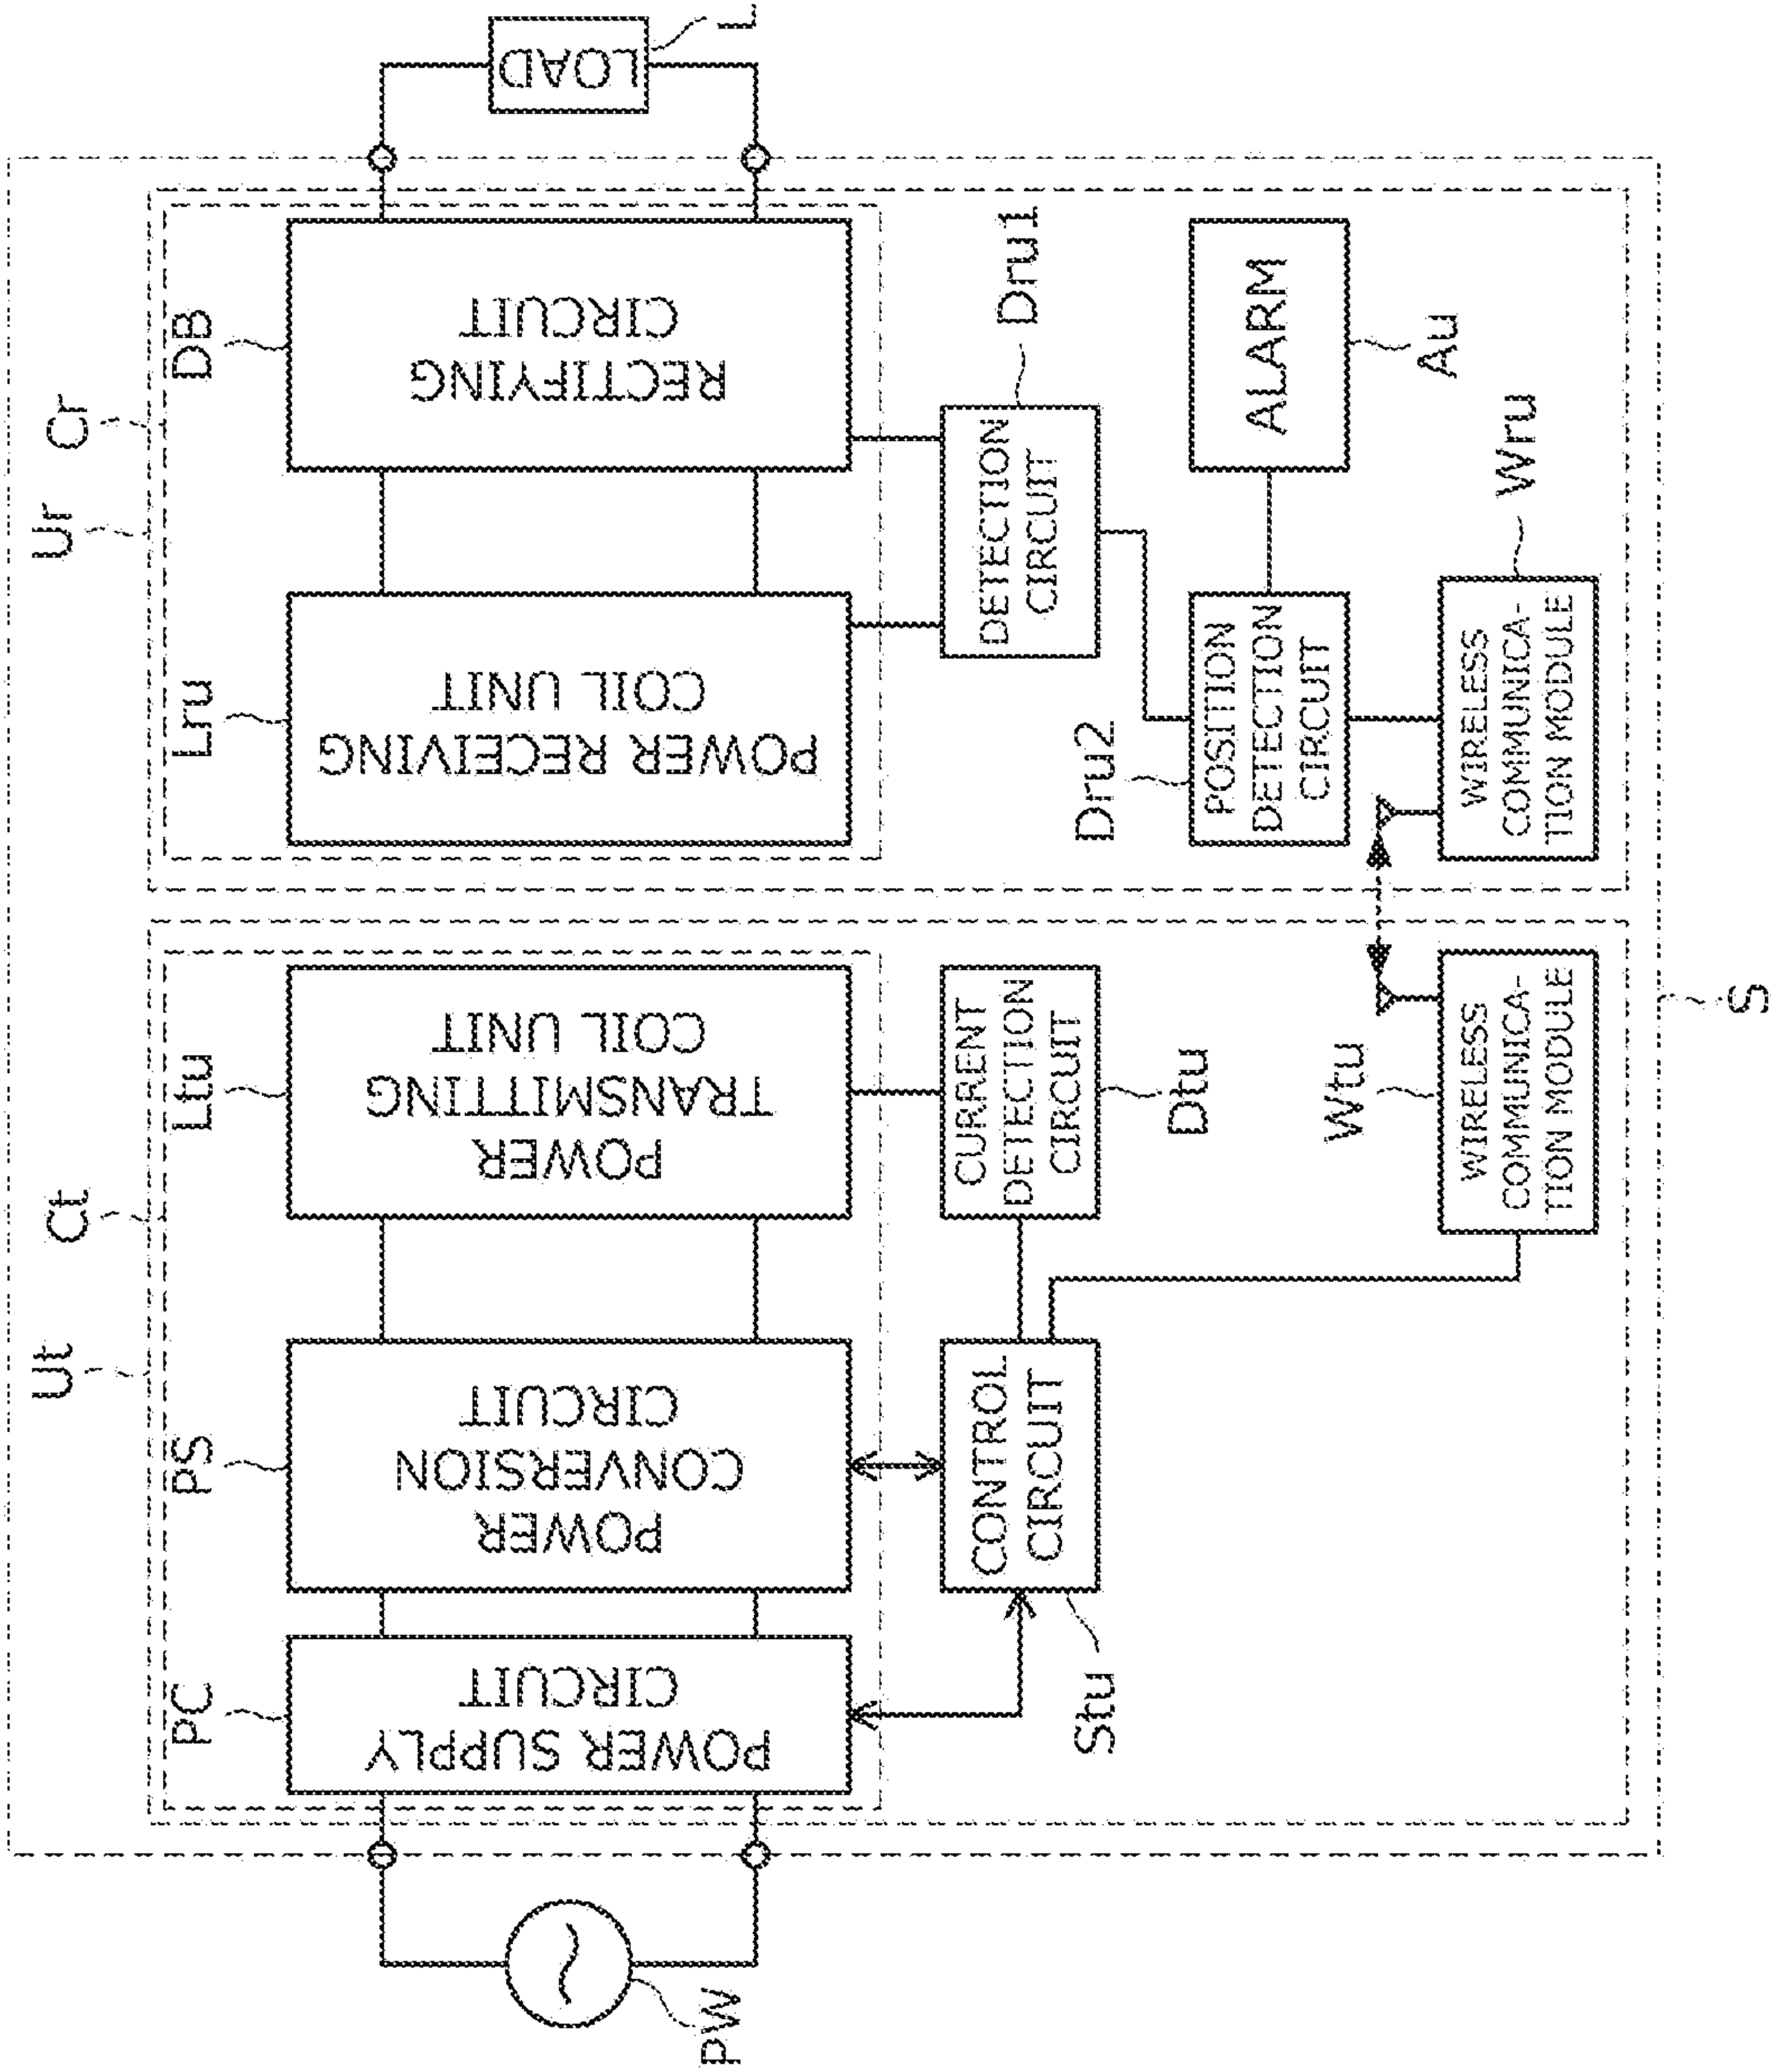 Ut
Ct
Ur
Cr
PC
PS
Ltu
Lru
DB
POWER SUPPLY
CIRCUIT
POWER
CONVERSION
CIRCUIT
POWER
TRANSMITTING
COIL UNIT
POWER RECEIVING
COIL UNIT
RECTIFYING
CIRCUIT
LOAD
L
PW
CONTROL
CIRCUIT
Stu
CURRENT
DETECTION
CIRCUIT
Dtu
DETECTION
CIRCUIT
Dru1
Dru2
POSITION
DETECTION
CIRCUIT
ALARM
Au
Wtu
WIRELESS
COMMUNICA-
TION MODULE
WIRELESS
COMMUNICA-
TION MODULE
Wru
S